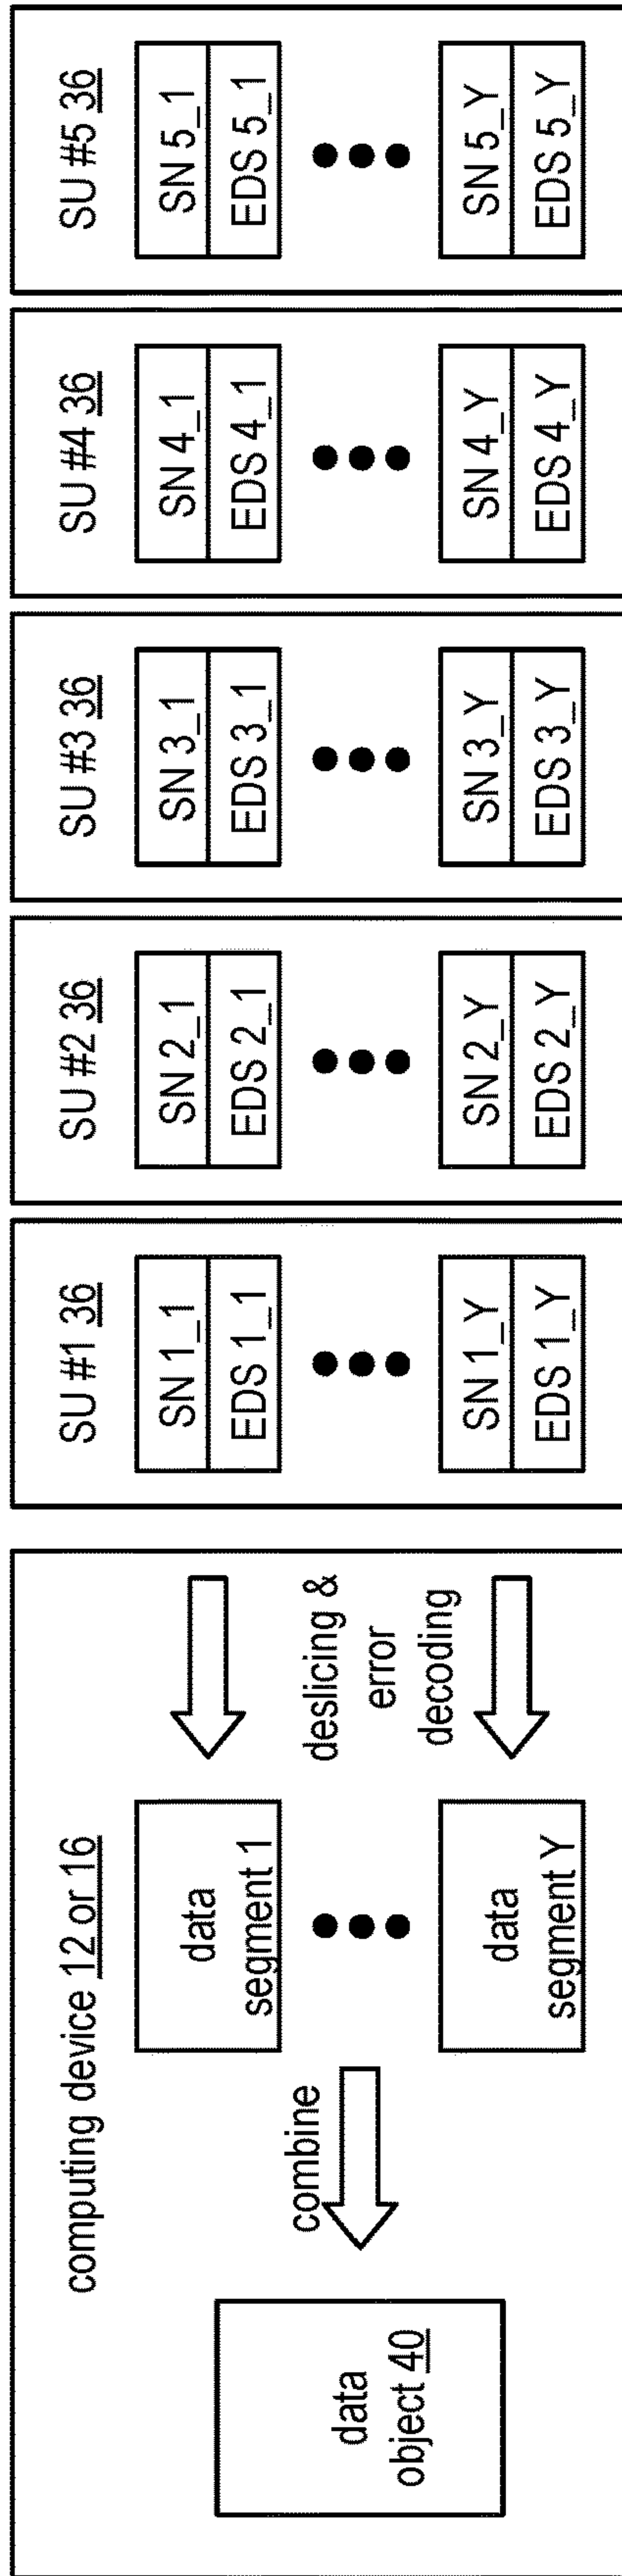 computing device 12 or 16
data
object 40
combine
data
segment 1
data
segment Y
deslicing &
error
decoding
SU #1 36
SN 1_1
EDS 1_1
SN 1_Y
EDS 1_Y
SU #2 36
SN 2_1
EDS 2_1
SN 2_Y
EDS 2_Y
SU #3 36
SN 3_1
EDS 3_1
SN 3_Y
EDS 3_Y
SU #4 36
SN 4_1
EDS 4_1
SN 4_Y
EDS 4_Y
SU #5 36
SN 5_1
EDS 5_1
SN 5_Y
EDS 5_Y